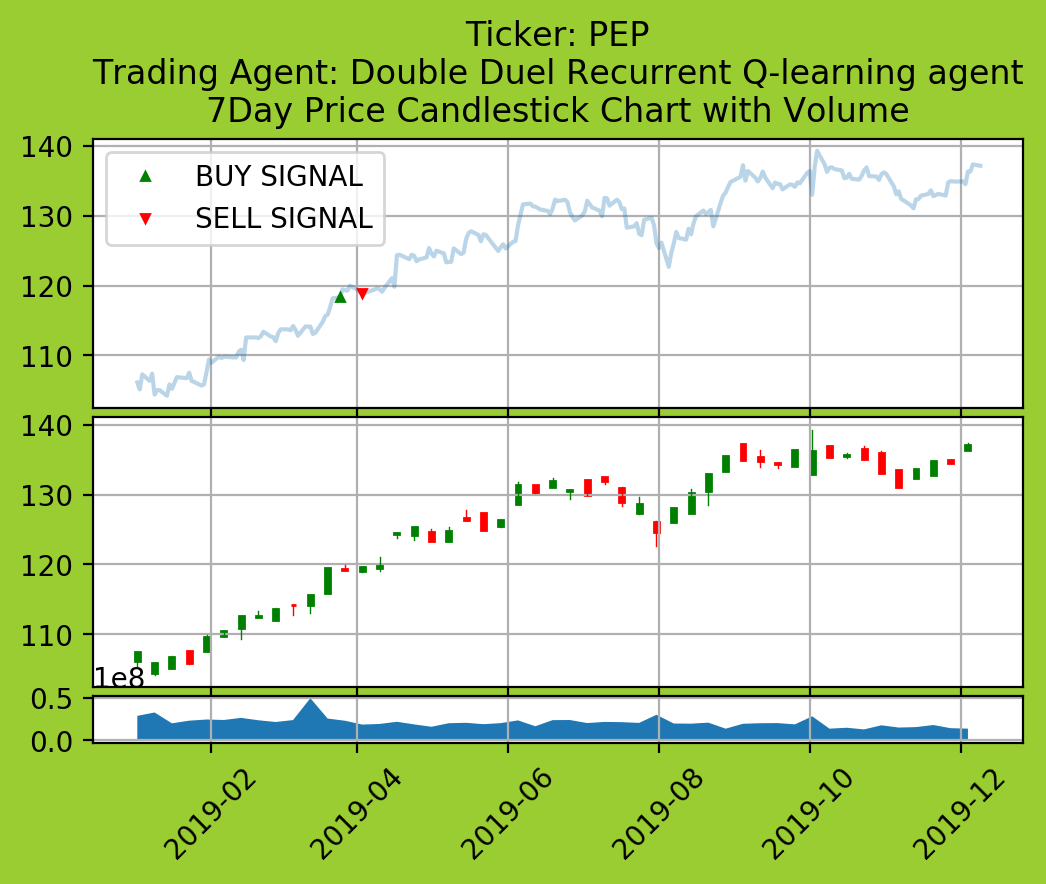 Ticker: PEP
Trading Agent: Double Duel Recurrent Q-learning agent
7Day Price Candlestick Chart with Volume
140
130
120
110
BUY SIGNAL
SELL SIGNAL
140
130
120
110
1e8
0.5
0.0
2019-02
2019-04
2019-06
2019-08
2019-10
2019-12